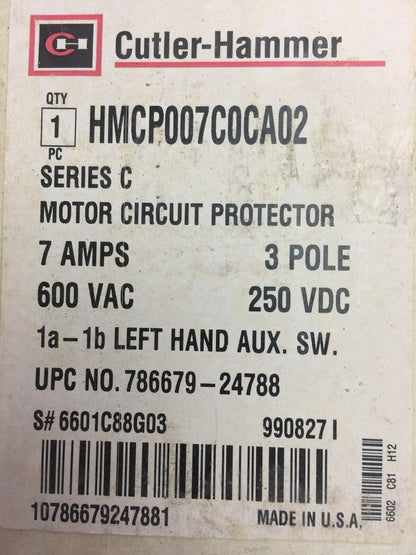 CH Cutler-Hammer
QTY
1 HMCP007C0CA02
PC
SERIES C
MOTOR CIRCUIT PROTECTOR
7 AMPS 3 POLE
600 VAC 250 VDC
1a-1b LEFT HAND AUX. SW.
UPC NO. 786679-24788
S# 6601C88G03 990827 I
10786679247881 MADE IN U.S.A.
6602 C81 H12